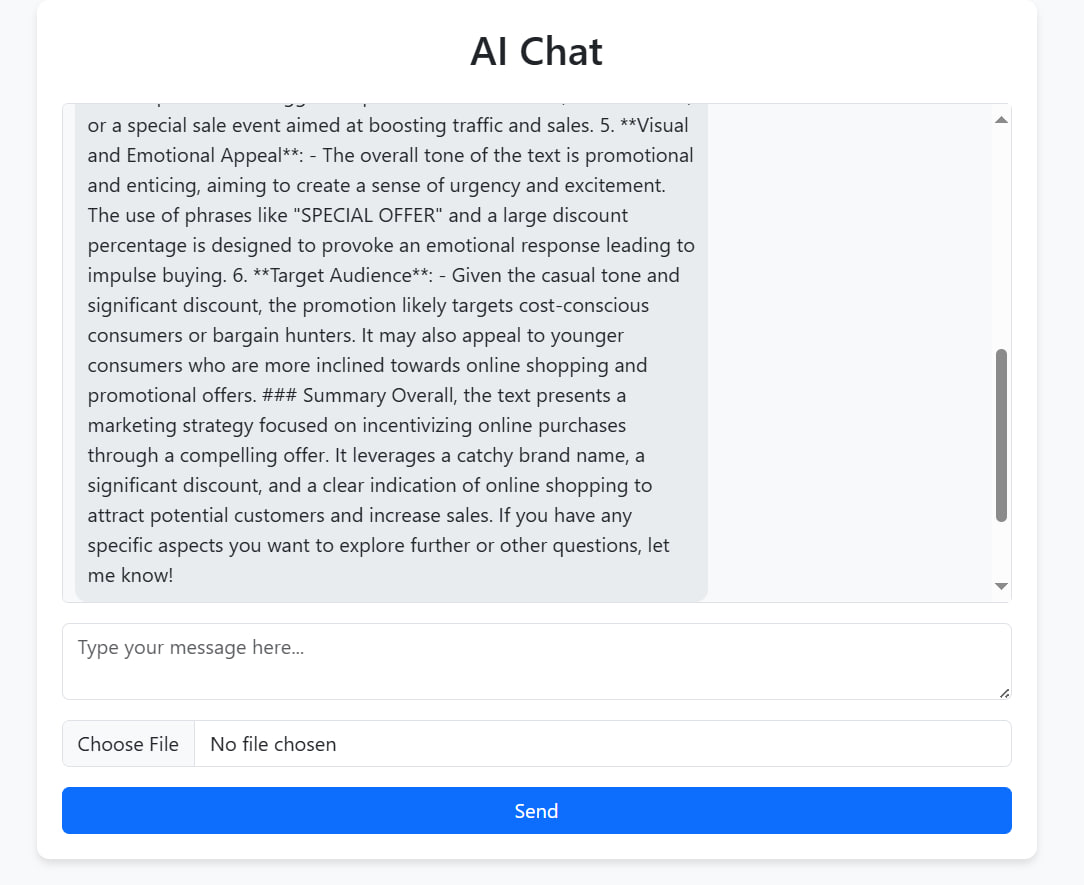 AI Chat
or a special sale event aimed at boosting traffic and sales. 5. **Visual
and Emotional Appeal**: - The overall tone of the text is promotional
and enticing, aiming to create a sense of urgency and excitement.
The use of phrases like "SPECIAL OFFER" and a large discount
percentage is designed to provoke an emotional response leading to
impulse buying. 6. **Target Audience**: - Given the casual tone and
significant discount, the promotion likely targets cost-conscious
consumers or bargain hunters. It may also appeal to younger
consumers who are more inclined towards online shopping and
promotional offers. ### Summary Overall, the text presents a
marketing strategy focused on incentivizing online purchases
through a compelling offer. It leverages a catchy brand name, a
significant discount, and a clear indication of online shopping to
attract potential customers and increase sales. If you have any
specific aspects you want to explore further or other questions, let
me know!
Type your message here...
Choose File No file chosen
Send